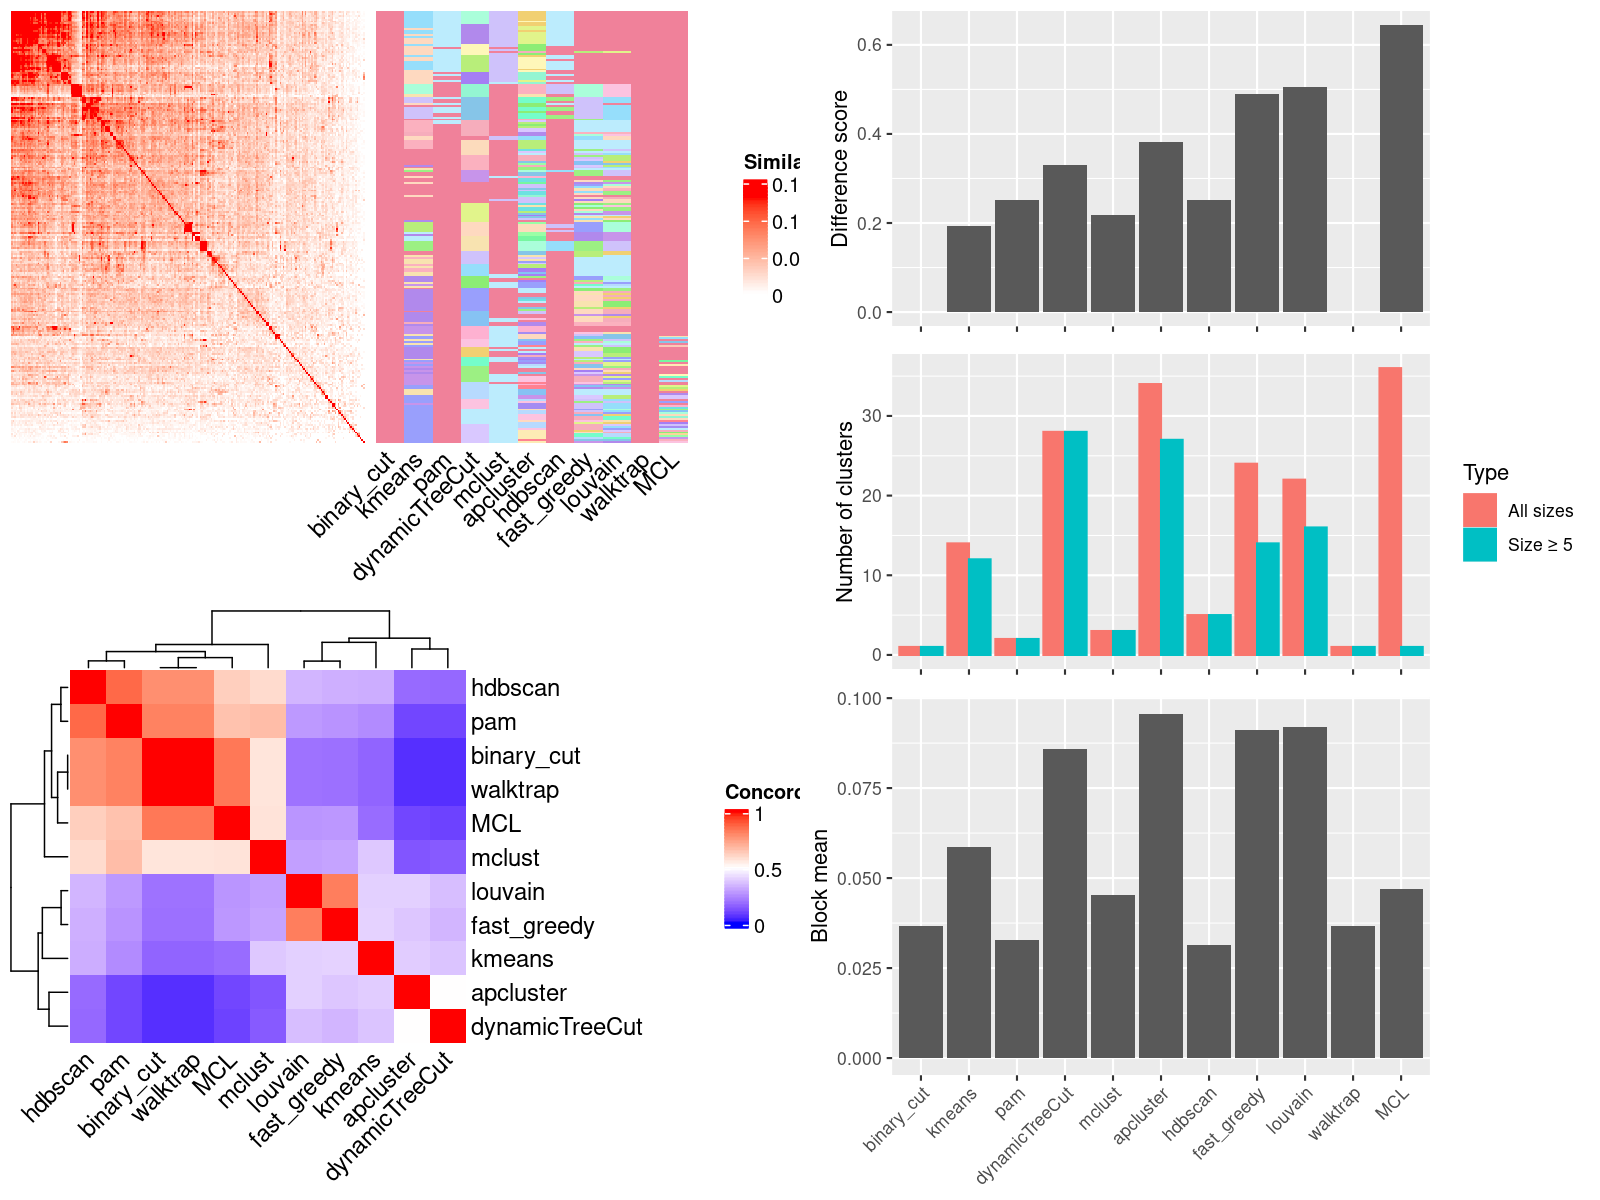 Simila
0.1
0.1
0.0
0
binary_cut
kmeans
pam
dynamicTreeCut
mclust
apcluster
hdbscan
fast_greedy
louvain
walktrap
MCL
hdbscan
pam
binary_cut
walktrap
MCL
mclust
louvain
fast_greedy
kmeans
apcluster
dynamicTreeCut
hdbscan
pam
binary_cut
walktrap
MCL
mclust
louvain
fast_greedy
kmeans
apcluster
dynamicTreeCut
Concord
1
0.5
0
Difference score
0.6
0.4
0.2
0.0
Number of clusters
30
20
10
0
Type
All sizes
Size ≥ 5
Block mean
0.100
0.075
0.050
0.025
0.000
binary_cut
kmeans
pam
dynamicTreeCut
mclust
apcluster
hdbscan
fast_greedy
louvain
walktrap
MCL